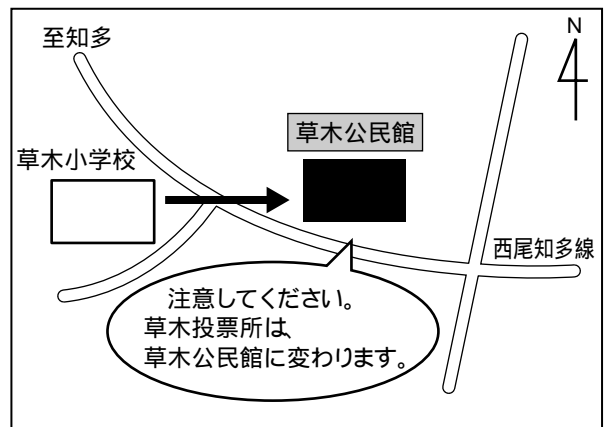 至知多
N
草木公民館
草木小学校
西尾知多線
注意してください。
草木投票所は、
草木公民館に変わります。